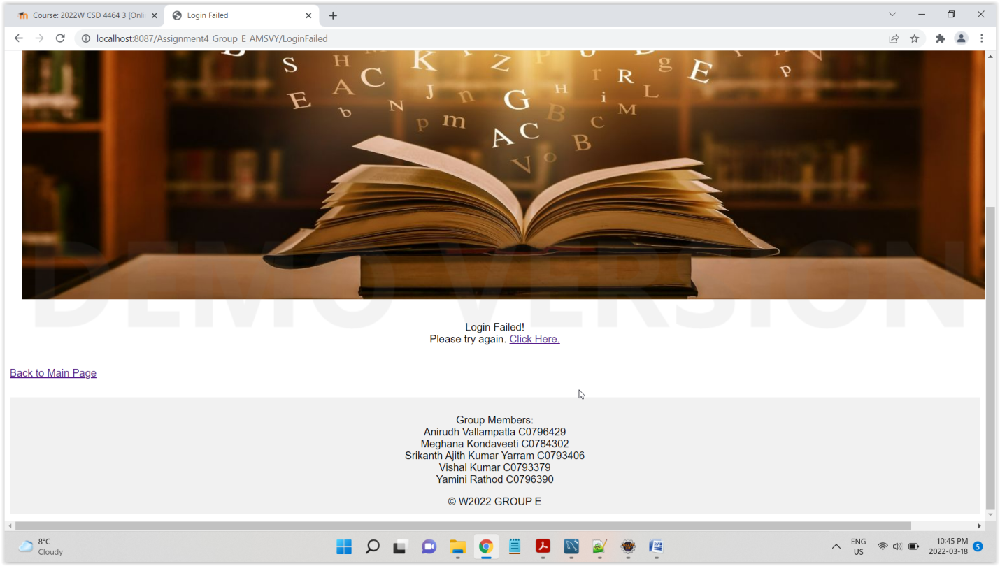 Course: 2022W CSD 4464 3 [Onli
Login Failed
localhost:8087/Assignment4_Group_E_AMSVY/LoginFailed
S H K Z P g E p
E A C J n G H r R i L
b N p m B C M
A C B
V o
DEMO VERSION
Login Failed!
Please try again. Click Here.
Back to Main Page
Group Members:
Anirudh Vallampatla C0796429
Meghana Kondaveeti C0784302
Srikanth Ajith Kumar Yarram C0793406
Vishal Kumar C0793379
Yamini Rathod C0796390
© W2022 GROUP E
8°C
Cloudy
ENG
US
10:45 PM
2022-03-18
5